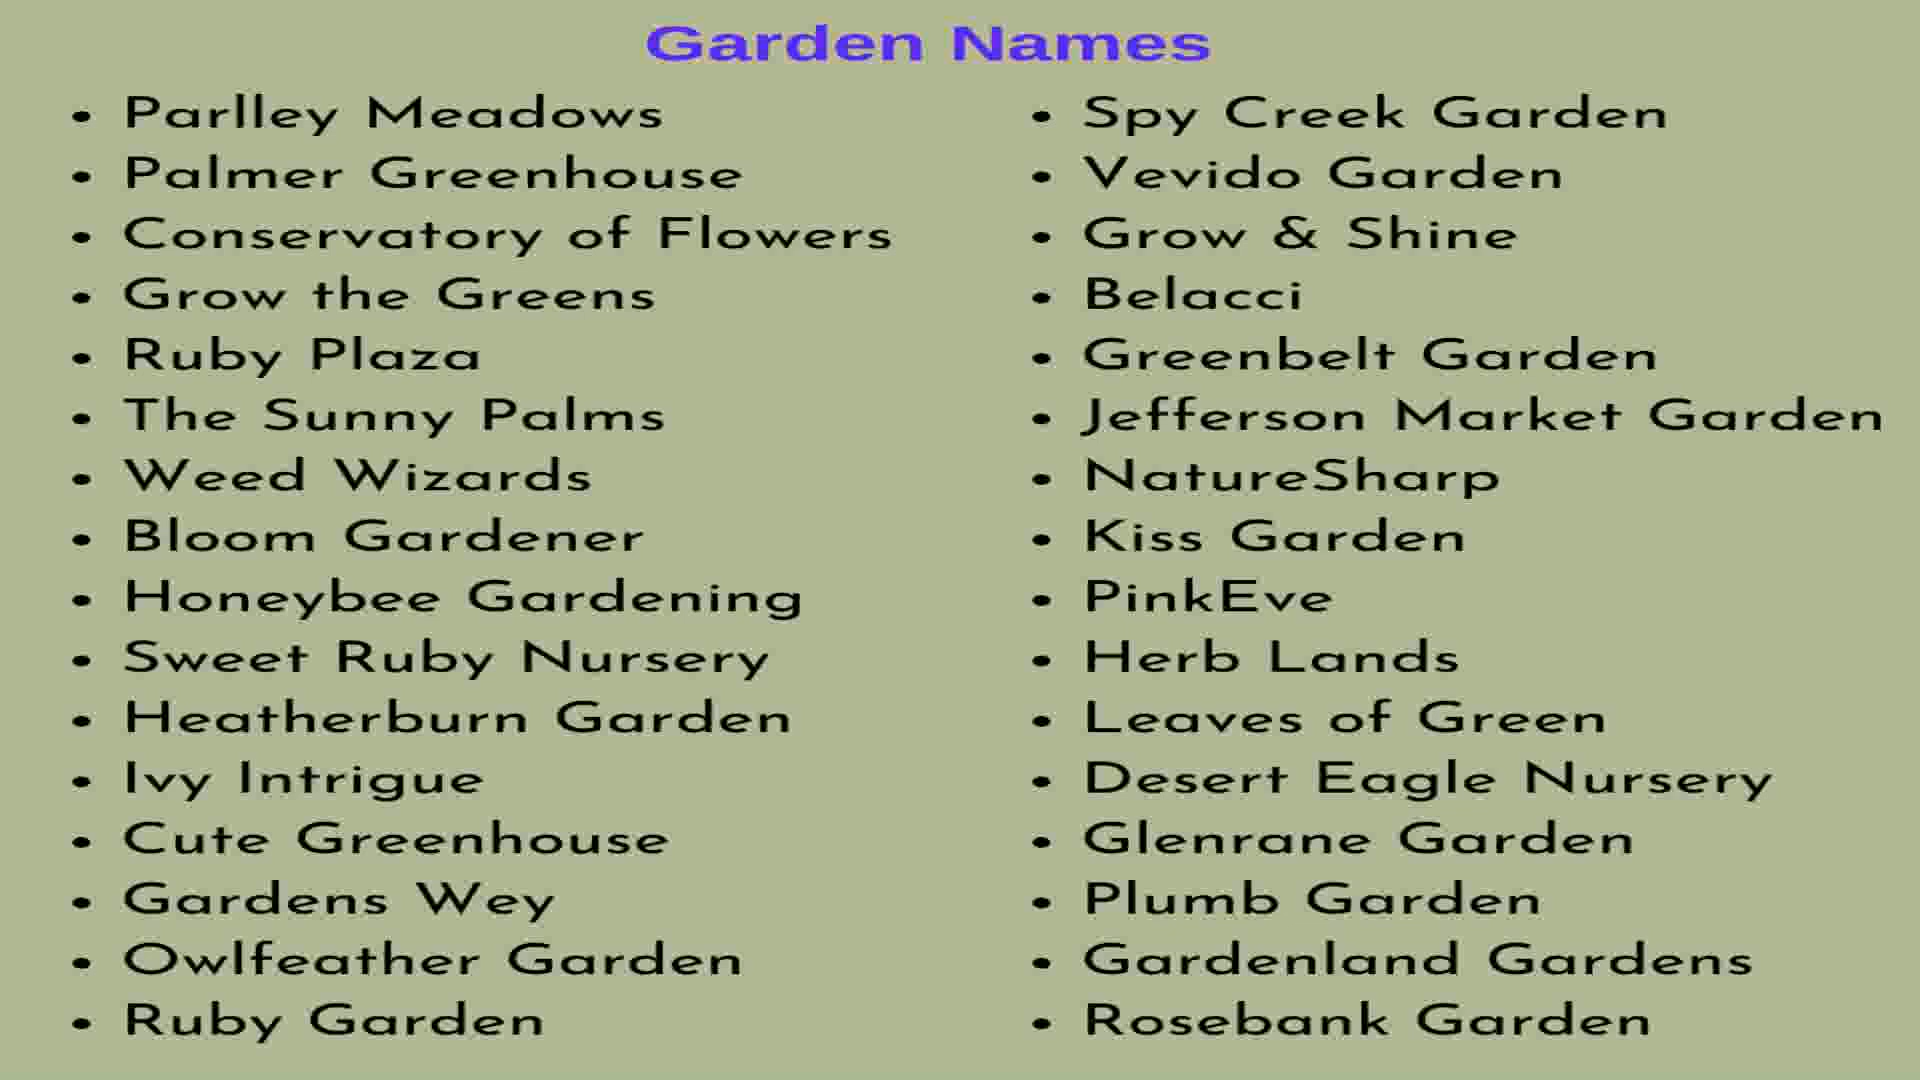 Garden Names
• Parlley Meadows
• Palmer Greenhouse
• Conservatory of Flowers
• Grow the Greens
• Ruby Plaza
• The Sunny Palms
• Weed Wizards
• Bloom Gardener
• Honeybee Gardening
• Sweet Ruby Nursery
• Heatherburn Garden
• Ivy Intrigue
• Cute Greenhouse
• Gardens Wey
• Owlfeather Garden
• Ruby Garden
• Spy Creek Garden
• Vevido Garden
• Grow & Shine
• Belacci
• Greenbelt Garden
• Jefferson Market Garden
• NatureSharp
• Kiss Garden
• PinkEve
• Herb Lands
• Leaves of Green
• Desert Eagle Nursery
• Glenrane Garden
• Plumb Garden
• Gardenland Gardens
• Rosebank Garden